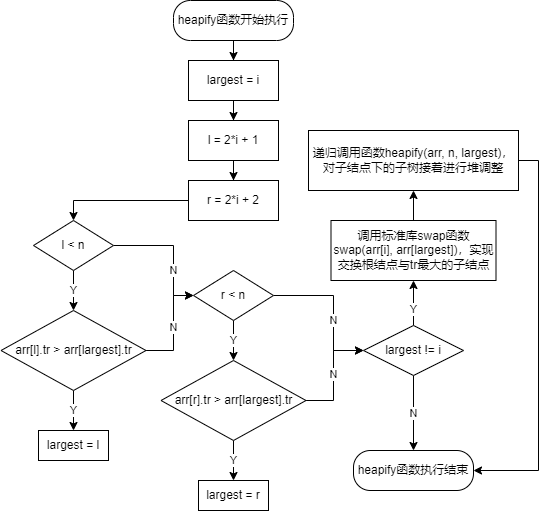 heapify函数开始执行
largest = i
l = 2*i + 1
r = 2*i + 2
l < n
N
Y
arr[l].tr > arr[largest].tr
N
Y
largest = l
r < n
N
Y
arr[r].tr > arr[largest].tr
N
Y
largest = r
largest != i
Y
N
调用标准库swap函数
swap(arr[i], arr[largest])，实现
交换根结点与tr最大的子结点
递归调用函数heapify(arr, n, largest)，
对子结点下的子树接着进行堆调整
heapify函数执行结束